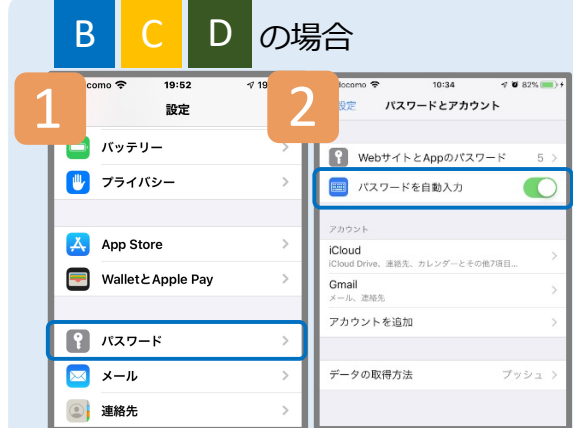 B C D の場合
1
como 19:52 19
設定
バッテリー
プライバシー
App Store
WalletとApple Pay
パスワード
メール
連絡先
2
docomo 10:34 82%
設定 パスワードとアカウント
WebサイトとAppのパスワード 5
パスワードを自動入力
アカウント
iCloud
iCloud Drive、連絡先、カレンダーとその他7項目...
Gmail
メール、連絡先
アカウントを追加
データの取得方法 プッシュ